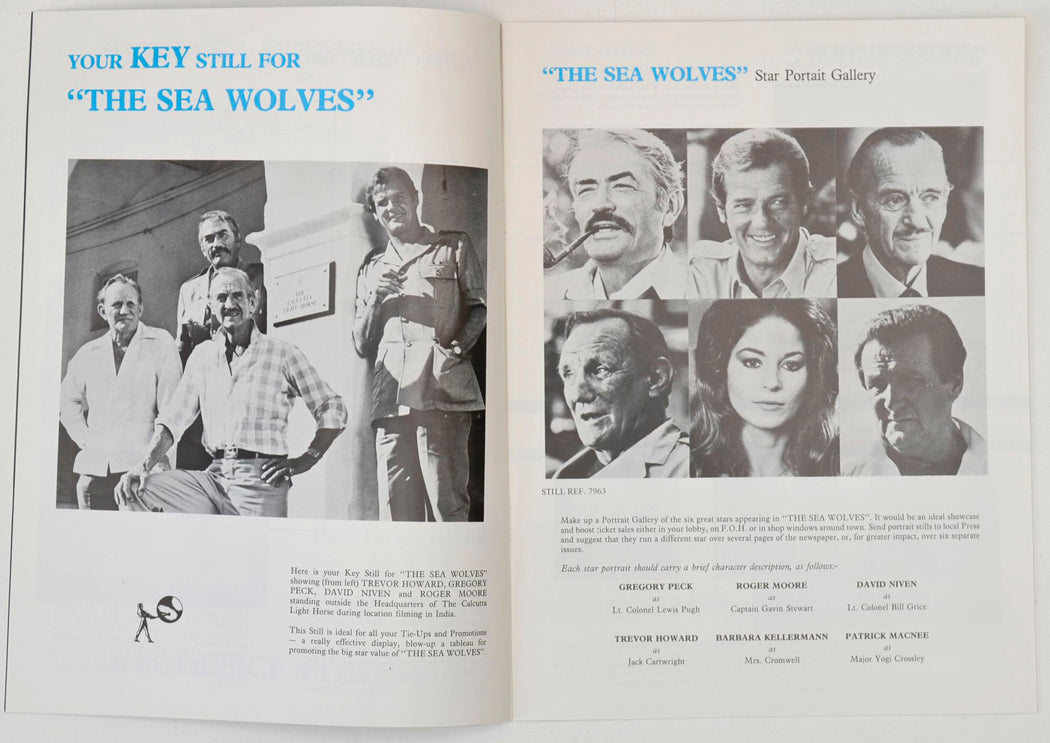 YOUR KEY STILL FOR
“THE SEA WOLVES”
THE
CALCUTTA
LIGHT HORSE
Here is your Key Still for “THE SEA WOLVES”
showing (from left) TREVOR HOWARD, GREGORY
PECK, DAVID NIVEN and ROGER MOORE
standing outside the Headquarters of The Calcutta
Light Horse during location filming in India.
This Still is ideal for all your Tie-Ups and Promotions
— a really effective display, blow-up a tableau for
promoting the big star value of “THE SEA WOLVES”.
“THE SEA WOLVES” Star Portait Gallery
STILL REF. 7963
Make up a Portrait Gallery of the six great stars appearing in “THE SEA WOLVES”. It would be an ideal showcase
and boost ticket sales either in your lobby, on F.O.H. or in shop windows around town. Send portrait stills to local Press
and suggest that they run a different star over several pages of the newspaper, or, for greater impact, over six separate
issues.
Each star portrait should carry a brief character description, as follows:-
GREGORY PECK ROGER MOORE DAVID NIVEN
as as as
Lt. Colonel Lewis Pugh Captain Gavin Stewart Lt. Colonel Bill Grice
TREVOR HOWARD BARBARA KELLERMANN PATRICK MACNEE
as as as
Jack Cartwright Mrs. Cromwell Major Yogi Crossley